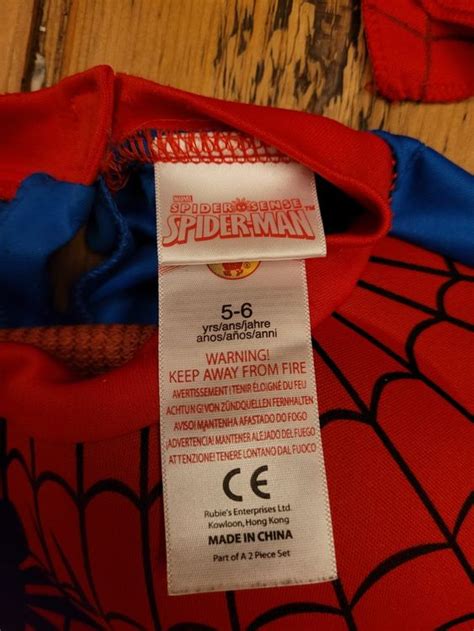 MARVEL
SPIDER SENSE
SPIDER-MAN™
5-6
yrs/ans/jahre
anos/años/anni
WARNING!
KEEP AWAY FROM FIRE
AVERTISSEMENT! TENIR ÉLOIGNÉ DU FEU
ACHTUNG! VON ZÜNDQUELLEN FERNHALTEN
AVISO! MANTENHA AFASTADO DO FOGO
¡ADVERTENCIA! MANTENER ALEJADO DEL FUEGO
ATTENZIONE! TENERE LONTANO DAL FUOCO
CE
Rubie's Enterprises Ltd.
Kowloon, Hong Kong
MADE IN CHINA
Part of A 2 Piece Set